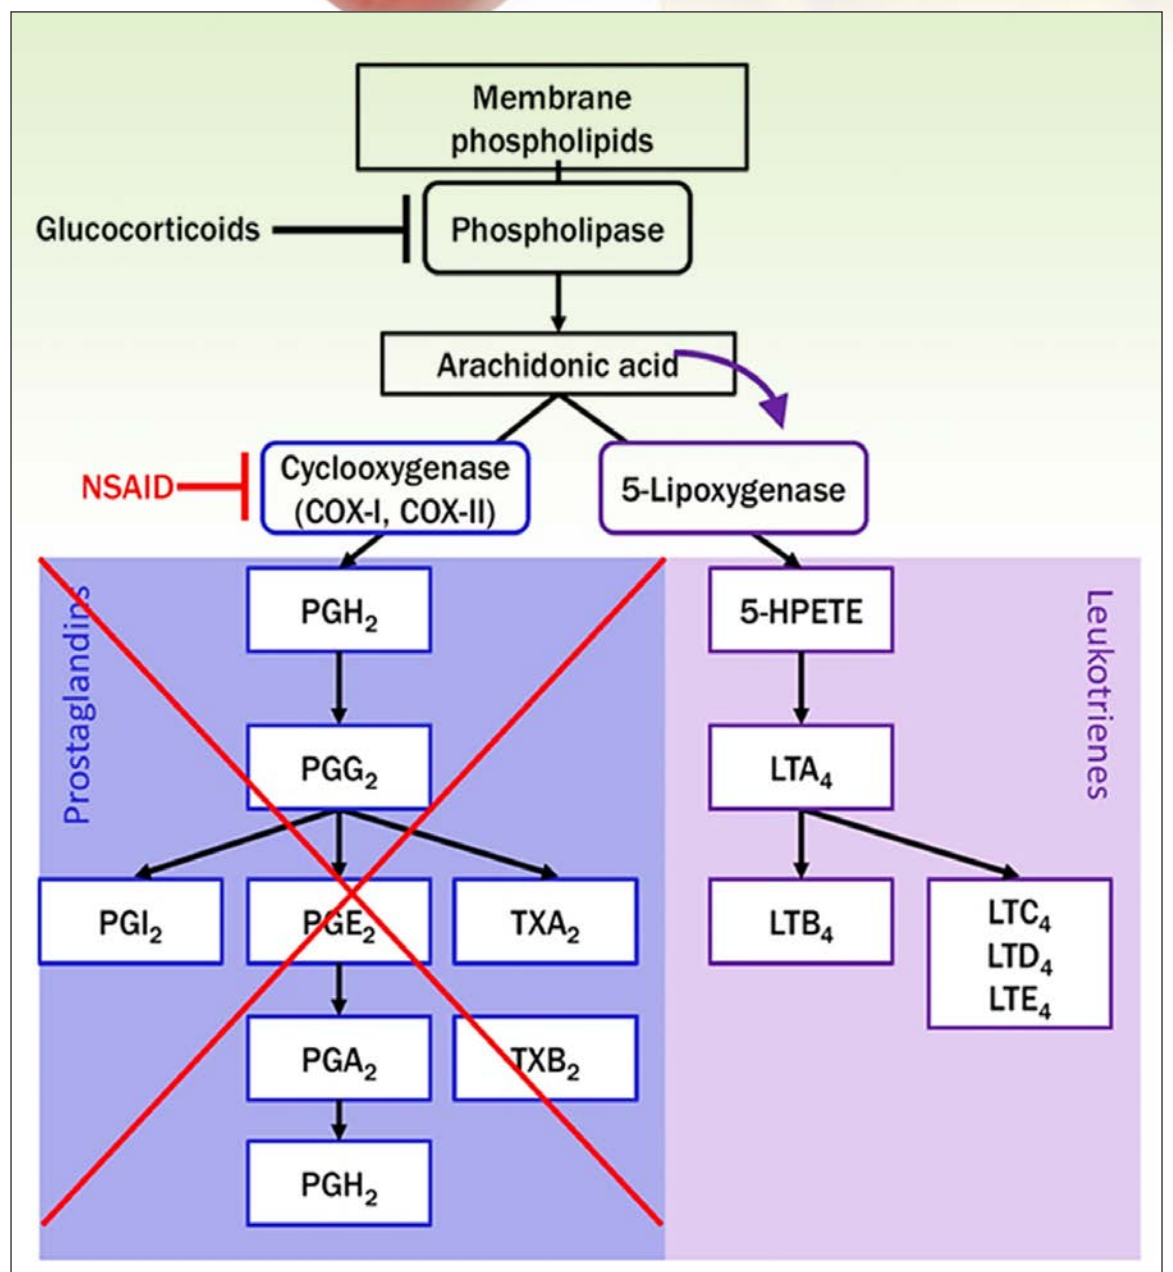 Membrane
phospholipids
Glucocorticoids
Phospholipase
Arachidonic acid
NSAID
Cyclooxygenase
(COX-I, COX-II)
5-Lipoxygenase
Prostaglandins
PGH₂
5-HPETE
Leukotrienes
PGG₂
LTA₄
PGI₂
PGE₂
TXA₂
LTB₄
LTC₄
LTD₄
LTE₄
PGA₂
TXB₂
PGH₂